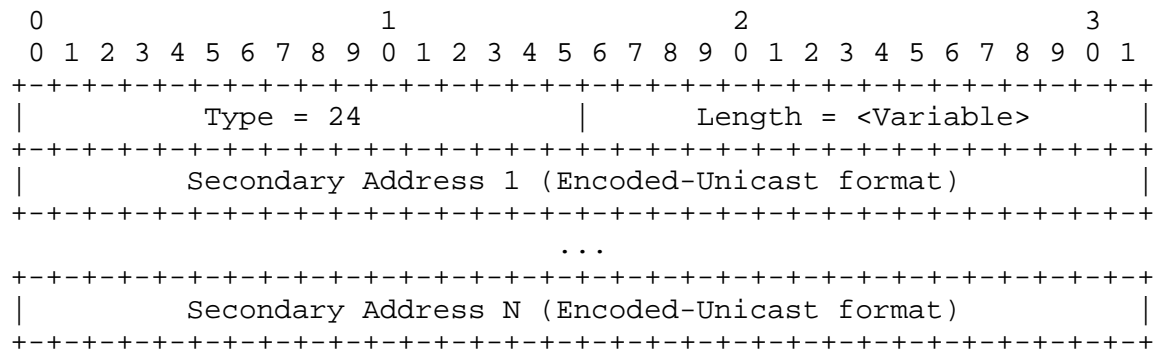 0                   1                   2                   3
 0 1 2 3 4 5 6 7 8 9 0 1 2 3 4 5 6 7 8 9 0 1 2 3 4 5 6 7 8 9 0 1
+-+-+-+-+-+-+-+-+-+-+-+-+-+-+-+-+-+-+-+-+-+-+-+-+-+-+-+-+-+-+-+-+
|          Type = 24            |      Length = <Variable>      |
+-+-+-+-+-+-+-+-+-+-+-+-+-+-+-+-+-+-+-+-+-+-+-+-+-+-+-+-+-+-+-+-+
|         Secondary Address 1 (Encoded-Unicast format)          |
+-+-+-+-+-+-+-+-+-+-+-+-+-+-+-+-+-+-+-+-+-+-+-+-+-+-+-+-+-+-+-+-+
                               ...
+-+-+-+-+-+-+-+-+-+-+-+-+-+-+-+-+-+-+-+-+-+-+-+-+-+-+-+-+-+-+-+-+
|         Secondary Address N (Encoded-Unicast format)          |
+-+-+-+-+-+-+-+-+-+-+-+-+-+-+-+-+-+-+-+-+-+-+-+-+-+-+-+-+-+-+-+-+